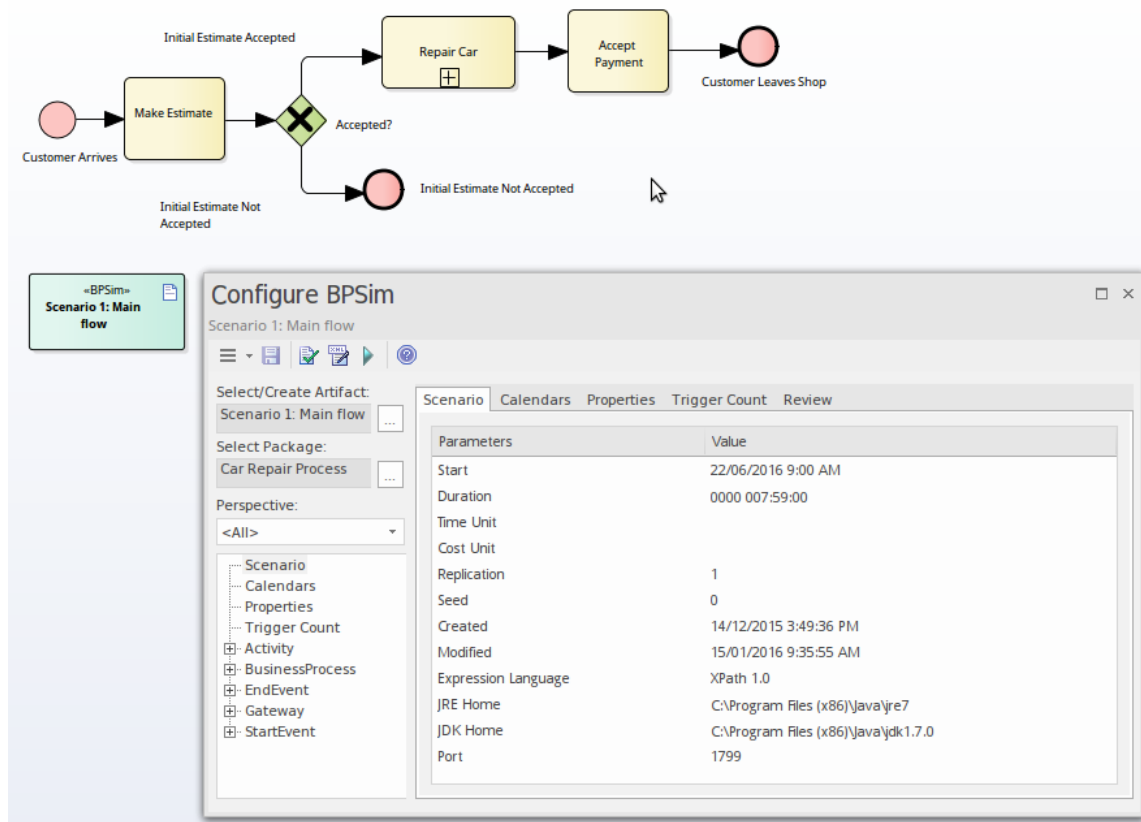 Initial Estimate Accepted
Repair Car
Accept
Payment
Customer Leaves Shop
Make Estimate
Accepted?
Customer Arrives
Initial Estimate Not Accepted
Initial Estimate Not
Accepted
«BPSim»
Scenario 1: Main
flow
Configure BPSim
Scenario 1: Main flow
XML
Select/Create Artifact:
Scenario 1: Main flow
...
Select Package:
Car Repair Process
...
Perspective:
<All>
Scenario
Calendars
Properties
Trigger Count
Activity
BusinessProcess
EndEvent
Gateway
StartEvent
Scenario Calendars Properties Trigger Count Review
Parameters Value
Start 22/06/2016 9:00 AM
Duration 0000 007:59:00
Time Unit
Cost Unit
Replication 1
Seed 0
Created 14/12/2015 3:49:36 PM
Modified 15/01/2016 9:35:55 AM
Expression Language XPath 1.0
JRE Home C:\Program Files (x86)\Java\jre7
JDK Home C:\Program Files (x86)\Java\jdk1.7.0
Port 1799